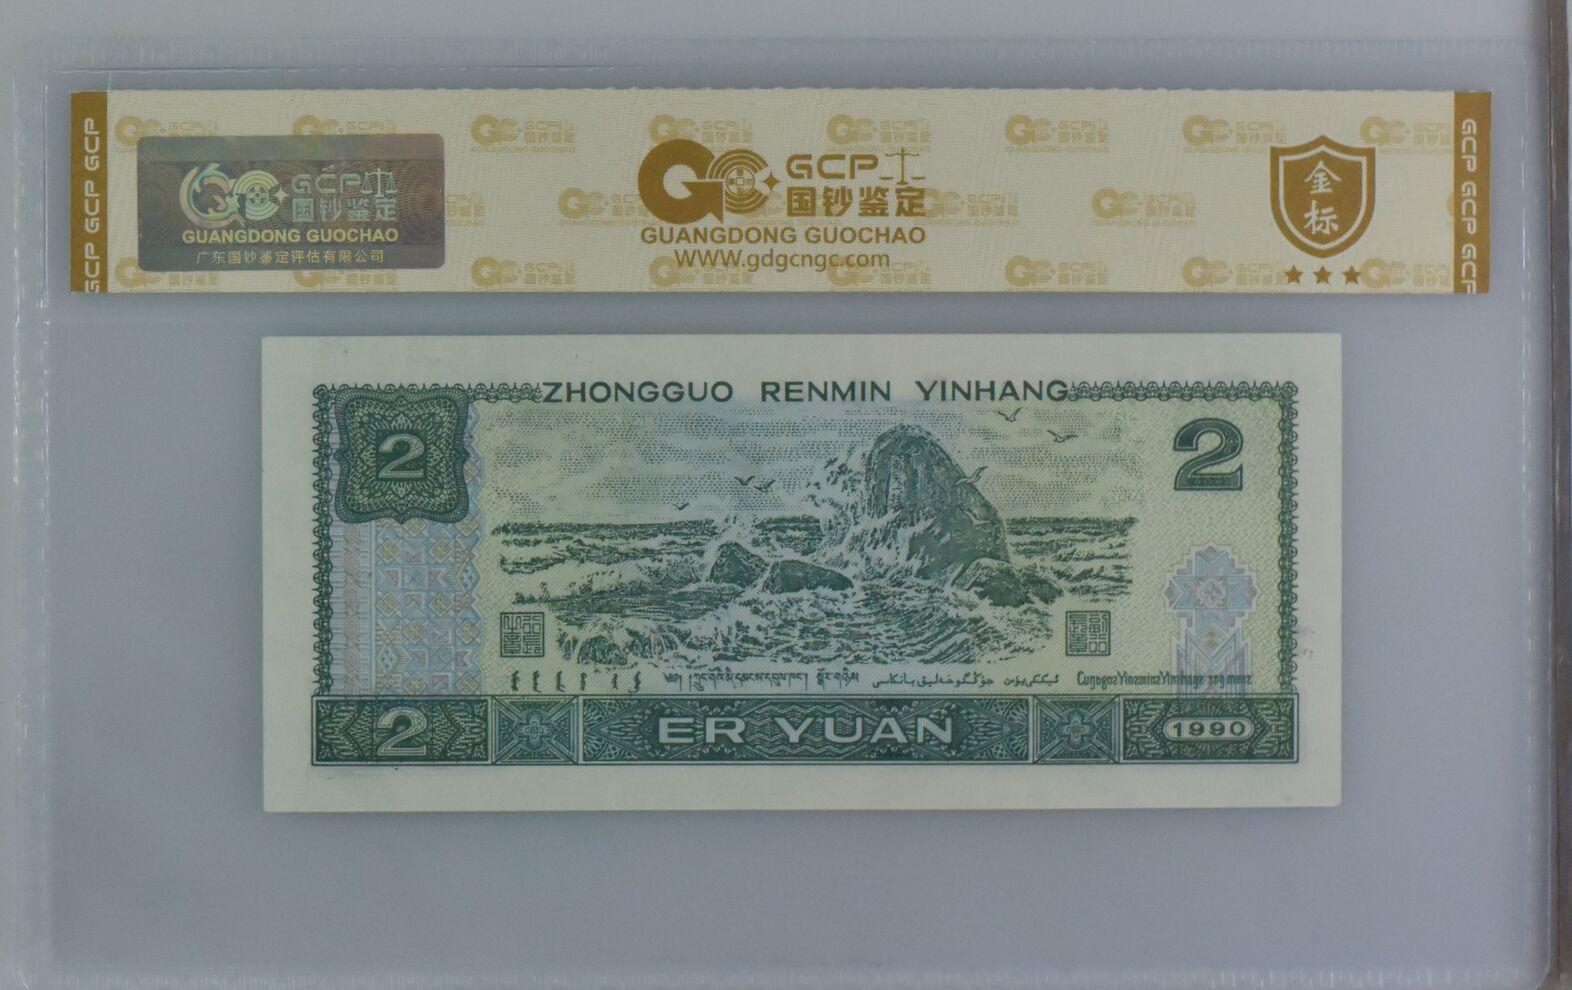 GCP GCP GCP
GCP 国钞鉴定
GUANGDONG GUOCHAO
广东国钞鉴定评估有限公司
GCP
国钞鉴定
GUANGDONG GUOCHAO
WWW.gdgcngc.com
金标
GCP GCP GCP
ZHONGGUO RENMIN YINHANG
2
2
2
ER YUAN
1990